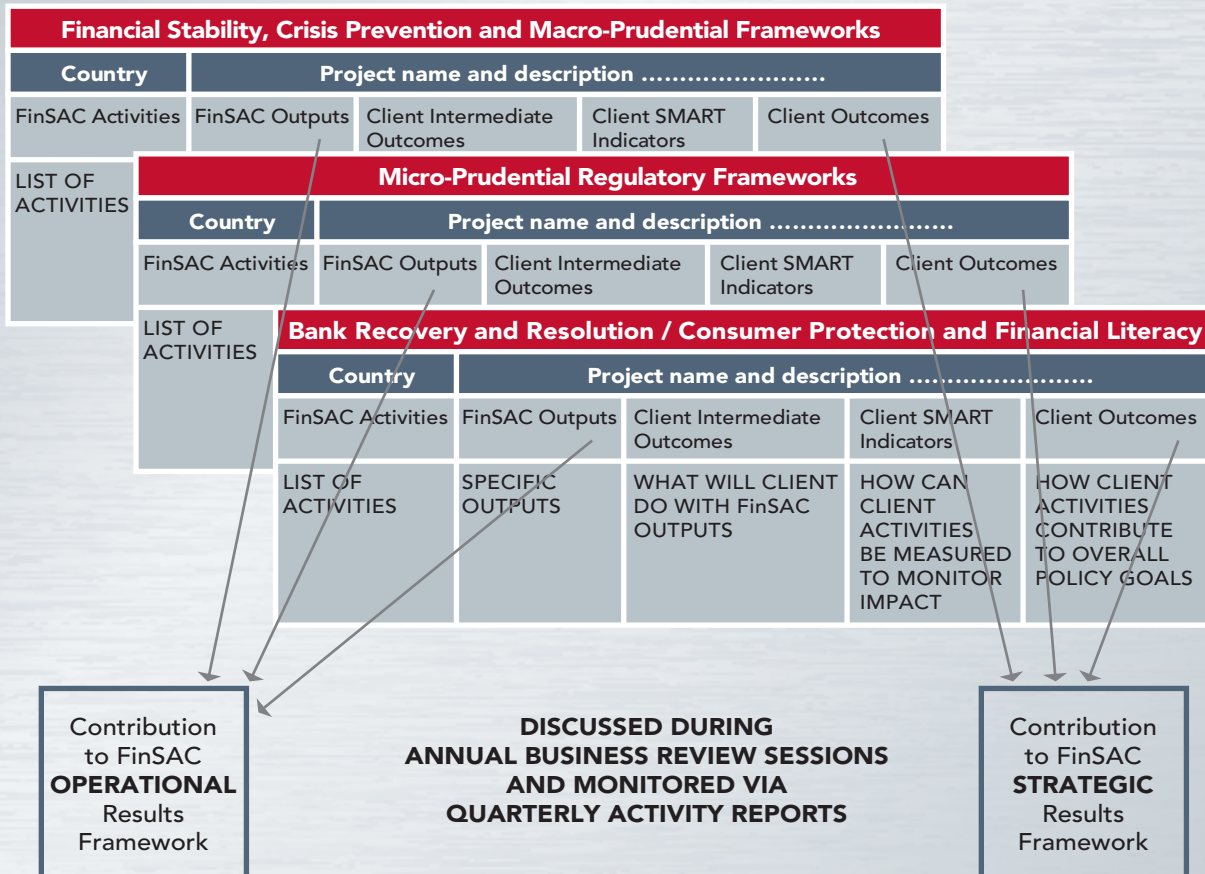 Financial Stability, Crisis Prevention and Macro-Prudential Frameworks
Country
Project name and description ........................
FinSAC Activities
FinSAC Outputs
Client Intermediate
Outcomes
Client SMART
Indicators
Client Outcomes
LIST OF
ACTIVITIES
Micro-Prudential Regulatory Frameworks
Country
Project name and description ........................
FinSAC Activities
FinSAC Outputs
Client Intermediate
Outcomes
Client SMART
Indicators
Client Outcomes
LIST OF
ACTIVITIES
Bank Recovery and Resolution / Consumer Protection and Financial Literacy
Country
Project name and description ........................
FinSAC Activities
FinSAC Outputs
Client Intermediate
Outcomes
Client SMART
Indicators
Client Outcomes
LIST OF
ACTIVITIES
SPECIFIC
OUTPUTS
WHAT WILL CLIENT
DO WITH FinSAC
OUTPUTS
HOW CAN
CLIENT
ACTIVITIES
BE MEASURED
TO MONITOR
IMPACT
HOW CLIENT
ACTIVITIES
CONTRIBUTE
TO OVERALL
POLICY GOALS
Contribution
to FinSAC
OPERATIONAL
Results
Framework
DISCUSSED DURING
ANNUAL BUSINESS REVIEW SESSIONS
AND MONITORED VIA
QUARTERLY ACTIVITY REPORTS
Contribution
to FinSAC
STRATEGIC
Results
Framework